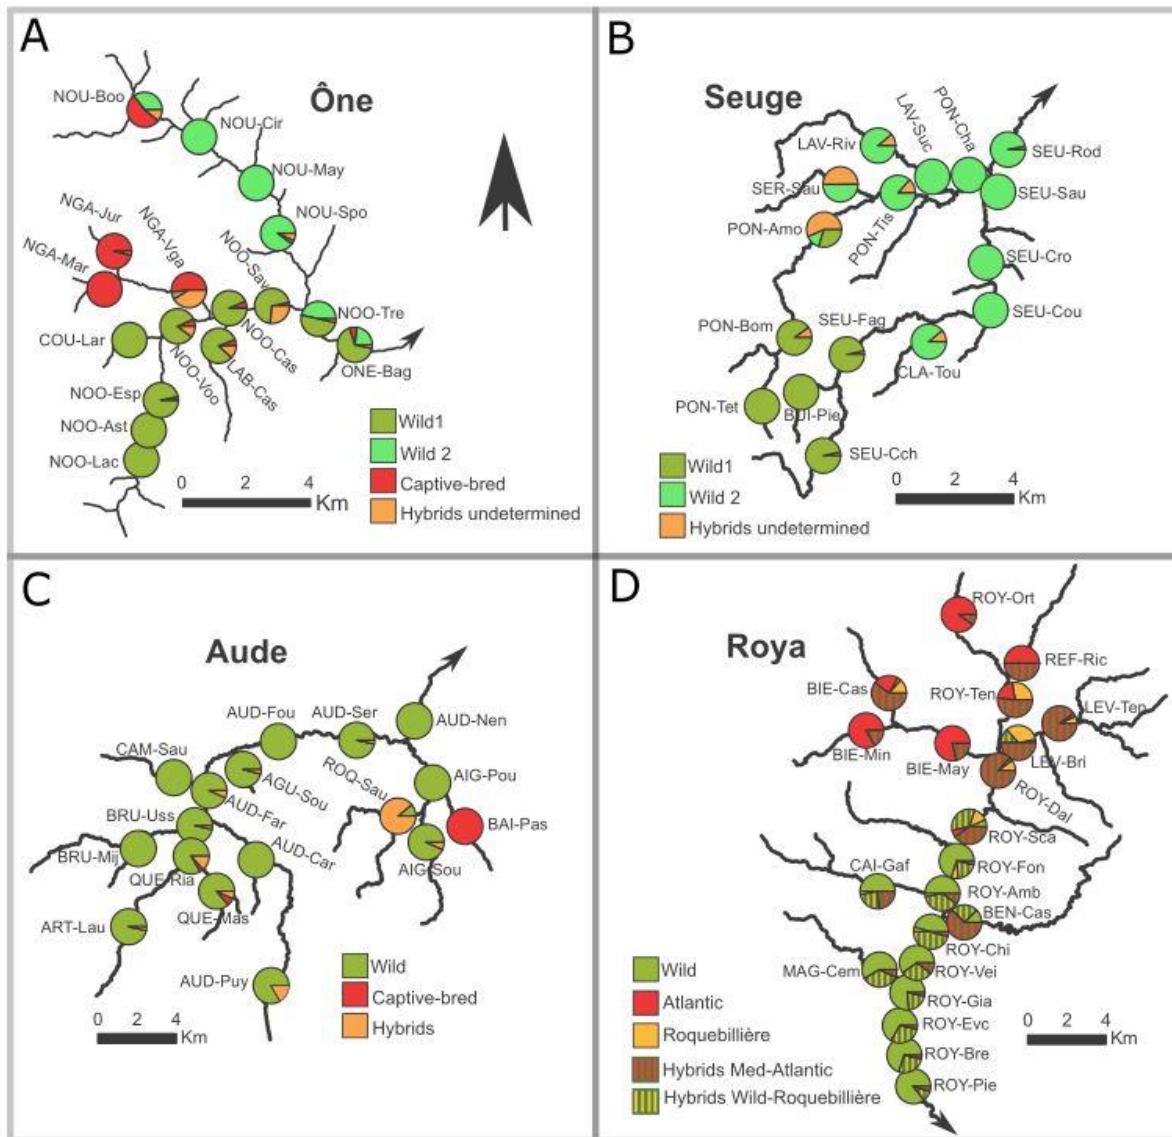 A
Ône
NOU-Boo
NOU-Cir
NOU-May
NOU-Spo
NGA-Jur
NGA-Vga
NGA-Mar
NOO-Sav
NOO-Tre
COU-Lar
NOO-Voo
LAB-Cas
NOO-Cas
ONE-Bag
NOO-Esp
NOO-Ast
NOO-Lac
Wild1
Wild 2
Captive-bred
Hybrids undetermined
0 2 4
Km
B
Seuge
LAV-Riv
LAV-Suc
PON-Cha
SEU-Rod
SER-Sau
PON-Tis
SEU-Sau
PON-Amo
SEU-Cro
PON-Bom
SEU-Fag
SEU-Cou
CLA-Tou
PON-Tet
BUI-Pie
SEU-Cch
Wild1
Wild 2
Hybrids undetermined
0 2 4
Km
C
Aude
AUD-Fou
AUD-Ser
AUD-Nen
CAM-Sau
AGU-Sou
ROQ-Sau
AIG-Pou
AUD-Far
BRU-Uss
BAI-Pas
BRU-Mij
AUD-Car
AIG-Sou
QUE-Ria
QUE-Mas
ART-Lau
AUD-Puy
Wild
Captive-bred
Hybrids
0 2 4
Km
D
Roya
ROY-Ort
REF-Ric
BIE-Cas
ROY-Ten
LEV-Ten
BIE-Min
BIE-May
LEV-Bri
ROY-Dal
ROY-Sca
ROY-Fon
CAI-Gaf
ROY-Amb
BEN-Cas
ROY-Chi
MAG-Cem
ROY-Vei
ROY-Gia
ROY-Evc
ROY-Bre
ROY-Pie
Wild
Atlantic
Roquebillière
Hybrids Med-Atlantic
Hybrids Wild-Roquebillière
0 2 4
Km